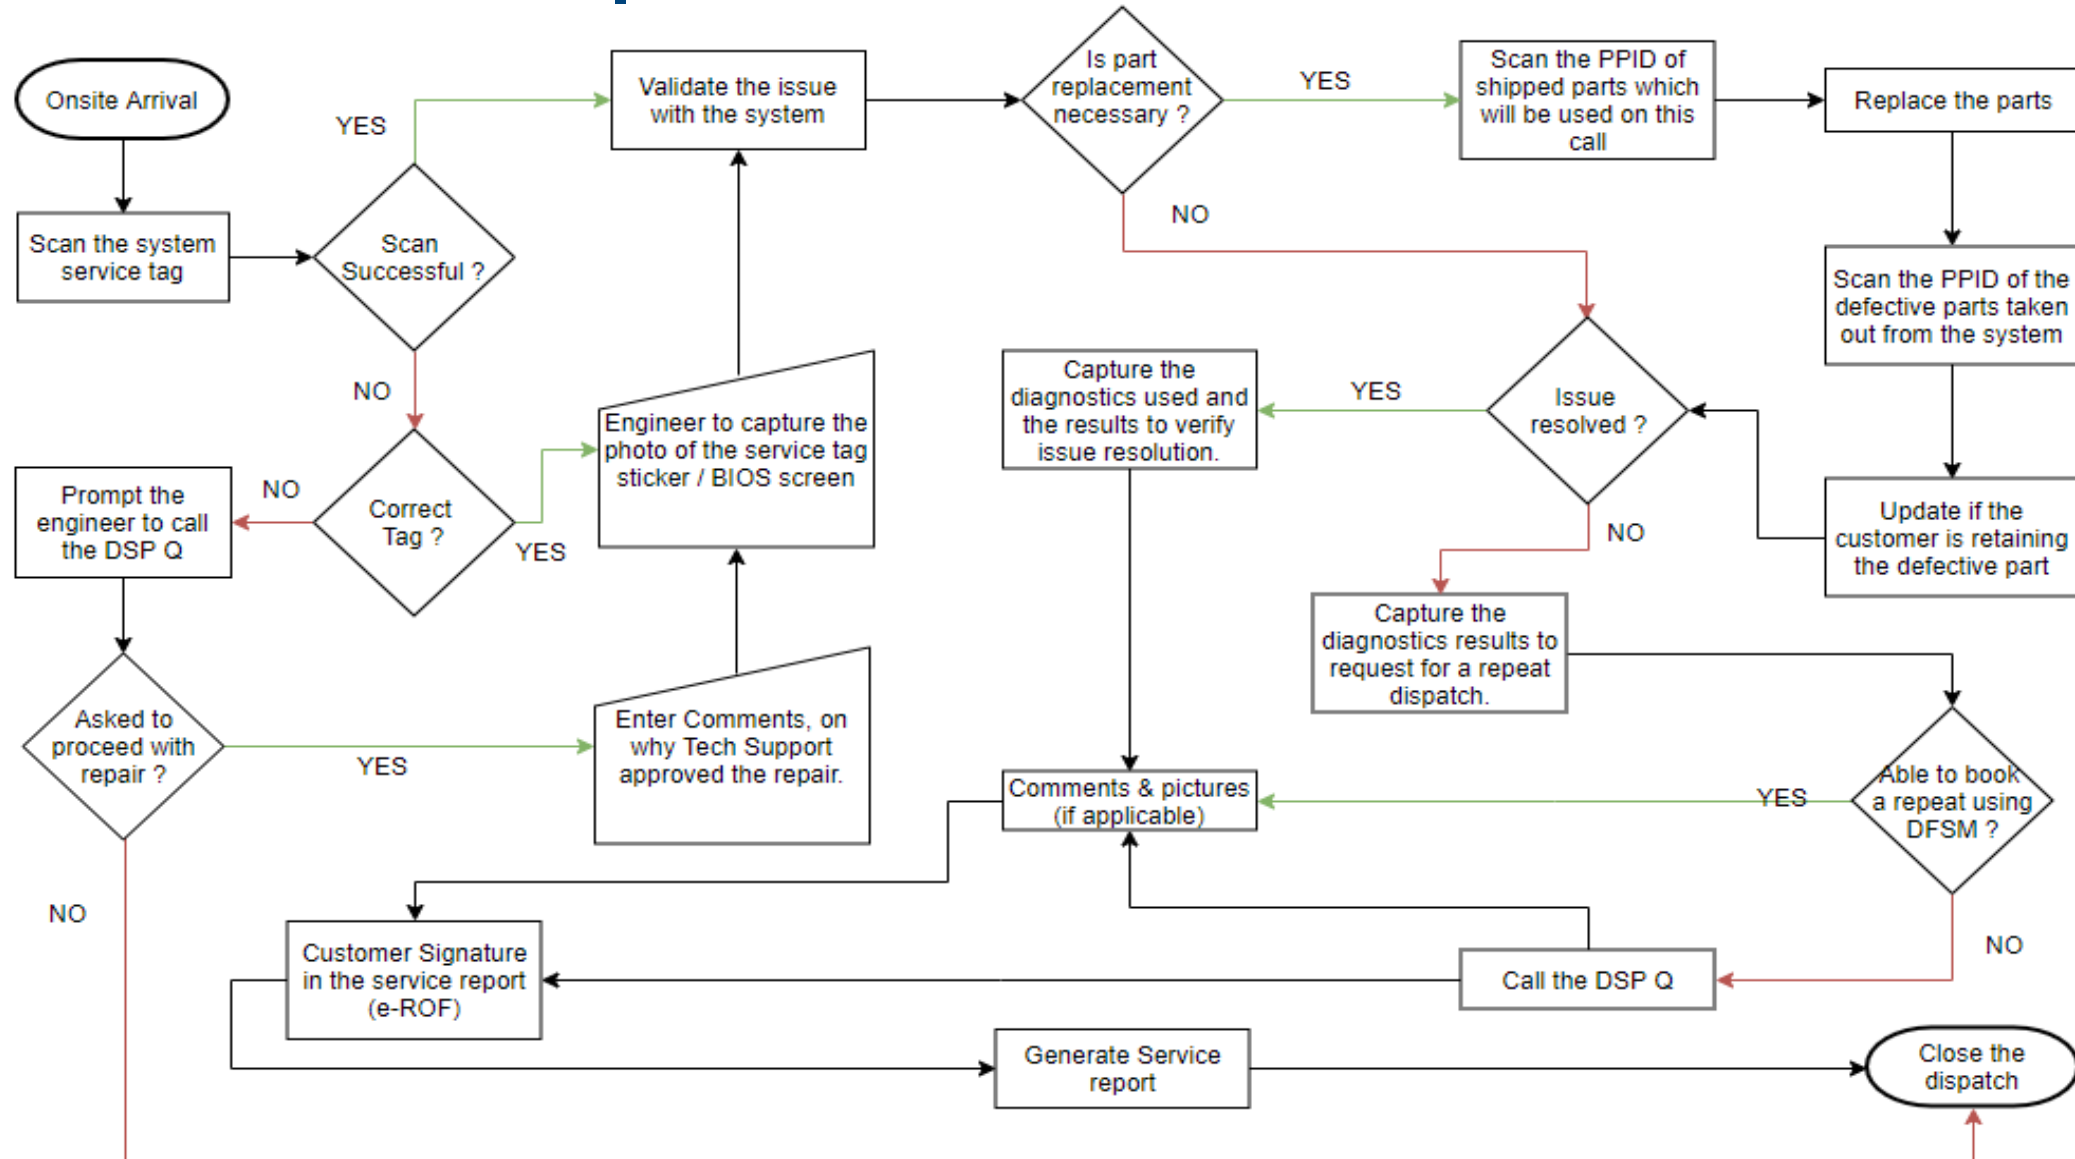 Onsite Arrival
Scan the system
service tag
Scan
Successful ?
YES
NO
Validate the issue
with the system
Is part
replacement
necessary ?
YES
NO
Scan the PPID of
shipped parts which
will be used on this
call
Replace the parts
Scan the PPID of the
defective parts taken
out from the system
Update if the
customer is retaining
the defective part
Issue
resolved ?
YES
NO
Capture the
diagnostics used and
the results to verify
issue resolution.
Capture the
diagnostics results to
request for a repeat
dispatch.
Correct
Tag ?
NO
YES
Engineer to capture the
photo of the service tag
sticker / BIOS screen
Prompt the
engineer to call
the DSP Q
Asked to
proceed with
repair ?
YES
NO
Enter Comments, on
why Tech Support
approved the repair.
Comments & pictures
(if applicable)
Able to book
a repeat using
DFSM ?
YES
NO
Call the DSP Q
Customer Signature
in the service report
(e-ROF)
Generate Service
report
Close the
dispatch